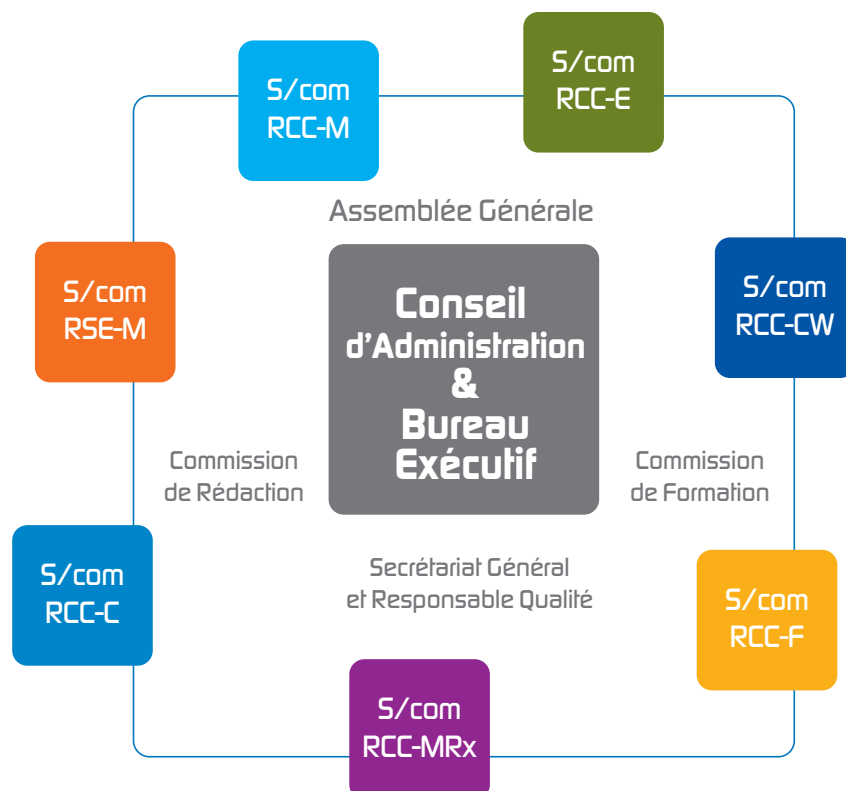 S/com
RCC-M
S/com
RCC-E
Assemblée Générale
S/com
RSE-M
Conseil
d'Administration
&
Bureau
Exécutif
S/com
RCC-CW
Commission
de Rédaction
Commission
de Formation
S/com
RCC-C
Secrétariat Général
et Responsable Qualité
S/com
RCC-F
S/com
RCC-MRx